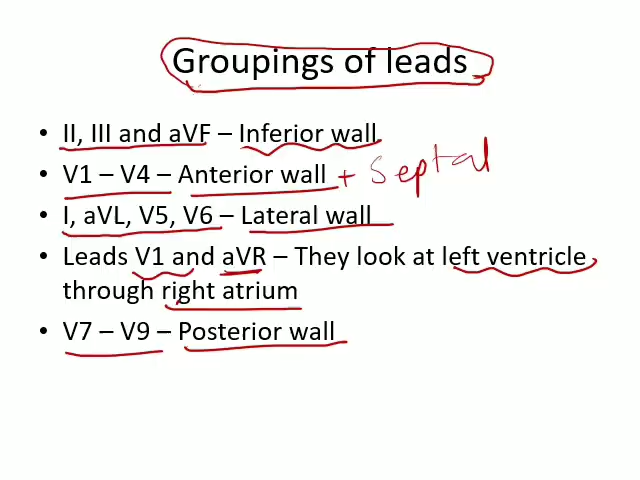 Groupings of leads
• II, III and aVF – Inferior wall
• V1 – V4 – Anterior wall + Septal
• I, aVL, V5, V6 – Lateral wall
• Leads V1 and aVR – They look at left ventricle
through right atrium
• V7 – V9 – Posterior wall